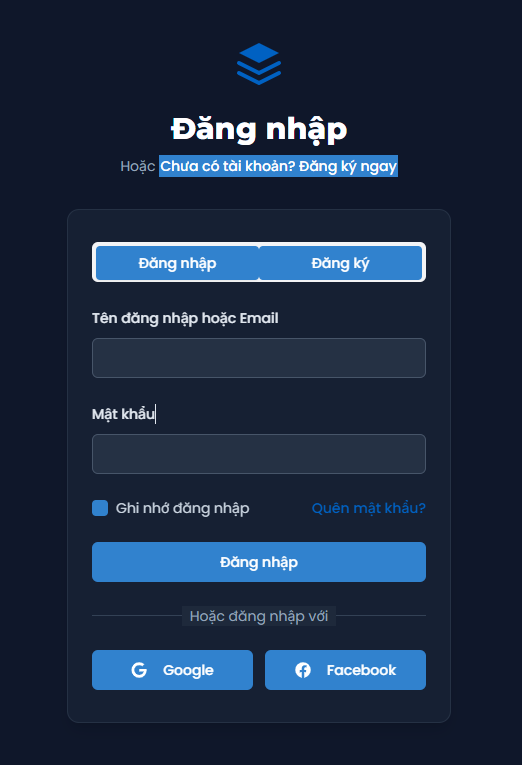 Đăng nhập
Hoặc Chưa có tài khoản? Đăng ký ngay
Đăng nhập Đăng ký
Tên đăng nhập hoặc Email
Mật khẩu
Ghi nhớ đăng nhập Quên mật khẩu?
Đăng nhập
Hoặc đăng nhập với
Google Facebook